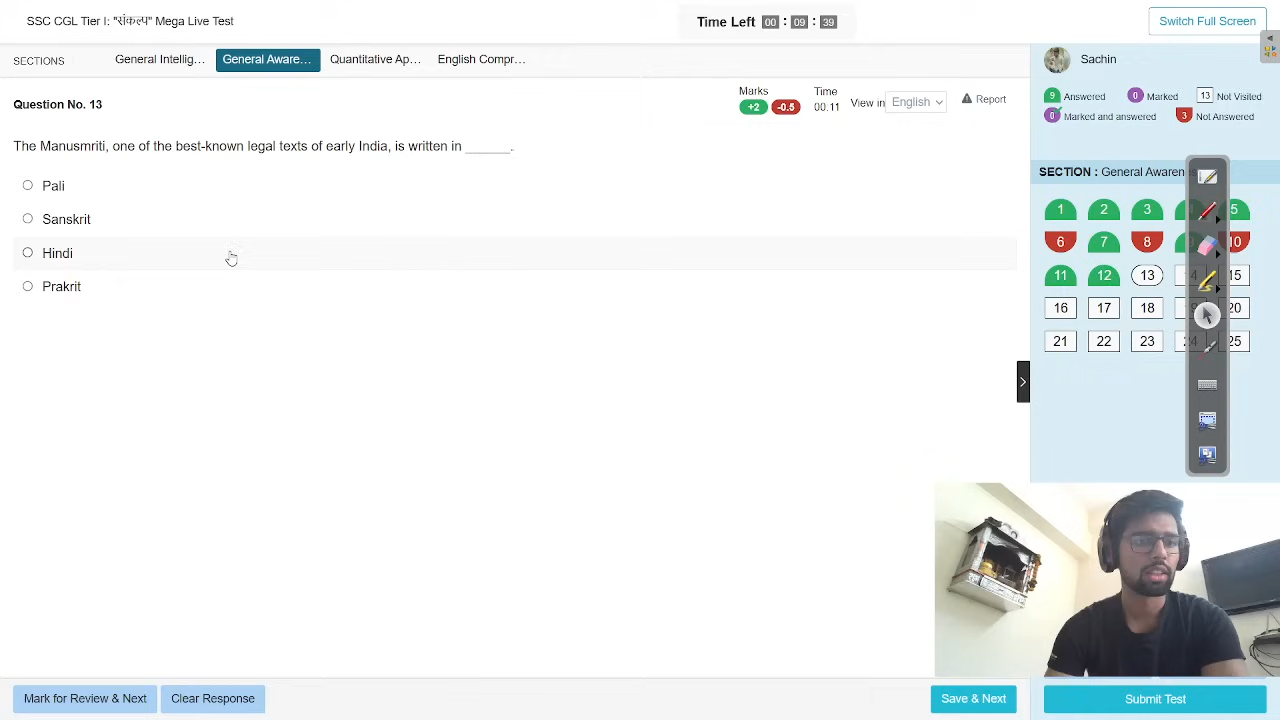 SSC CGL Tier I: "संकल्प" Mega Live Test
Time Left 00 : 09 : 39
Switch Full Screen
SECTIONS
General Intellig...
General Aware...
Quantitative Ap...
English Compr...
Sachin
Question No. 13
Marks
+2 -0.5
Time
00:11
View in English
Report
9 Answered
0 Marked
13 Not Visited
0 Marked and answered
3 Not Answered
The Manusmriti, one of the best-known legal texts of early India, is written in ______.
Pali
Sanskrit
Hindi
Prakrit
SECTION : General Awaren
1 2 3 5
6 7 8 10
11 12 13 14 15
16 17 18 19 20
21 22 23 24 25
Mark for Review & Next
Clear Response
Save & Next
Submit Test